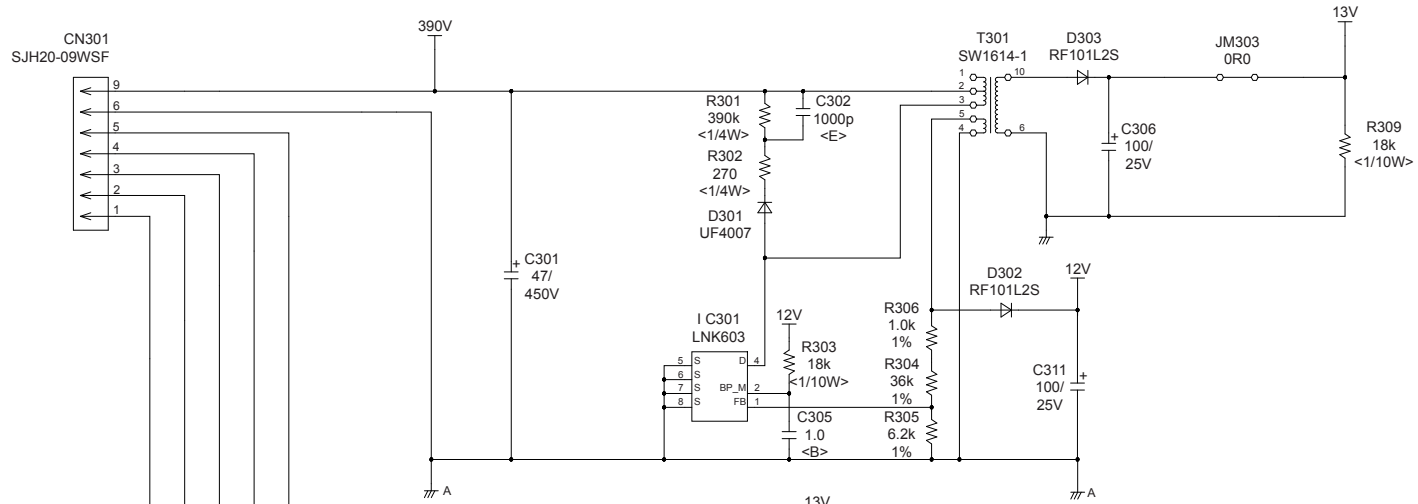 CN301
SJH20-09WSF
9
6
5
4
3
2
1
390V
C301
47/
450V
R301
390k
<1/4W>
C302
1000p
<E>
R302
270
<1/4W>
D301
UF4007
I C301
LNK603
5 S
6 S
7 S
8 S
D 4
BP_M 2
FB 1
12V
R303
18k
<1/10W>
C305
1.0
<B>
R306
1.0k
1%
R304
36k
1%
R305
6.2k
1%
T301
SW1614-1
1
2
3
5
4
10
6
D303
RF101L2S
JM303
0R0
13V
C306
100/
25V
R309
18k
<1/10W>
D302
RF101L2S
12V
C311
100/
25V
A
A
13V